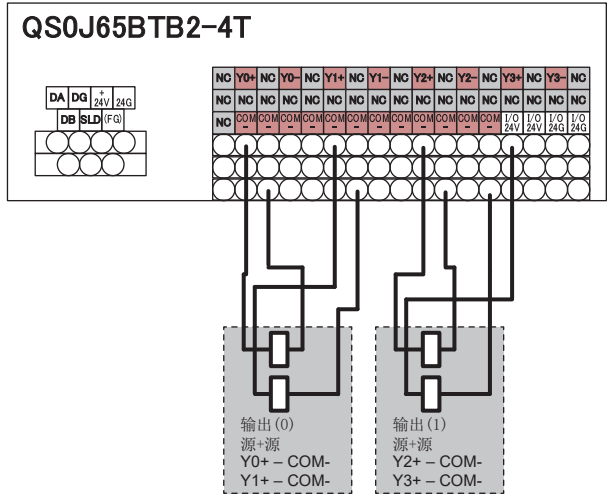 QS0J65BTB2-4T
DA DG +24V 24G
DB SLD (FG)
NC Y0+ NC Y0- NC Y1+ NC Y1- NC Y2+ NC Y2- NC Y3+ NC Y3- NC
NC NC NC NC NC NC NC NC NC NC NC NC NC NC NC NC NC
NC COM- COM- COM- COM- COM- COM- COM- COM- COM- COM- COM- COM- I/O 24V I/O 24V I/O 24G I/O 24G
输出(0)
源+源
Y0+ – COM-
Y1+ – COM-
输出(1)
源+源
Y2+ – COM-
Y3+ – COM-